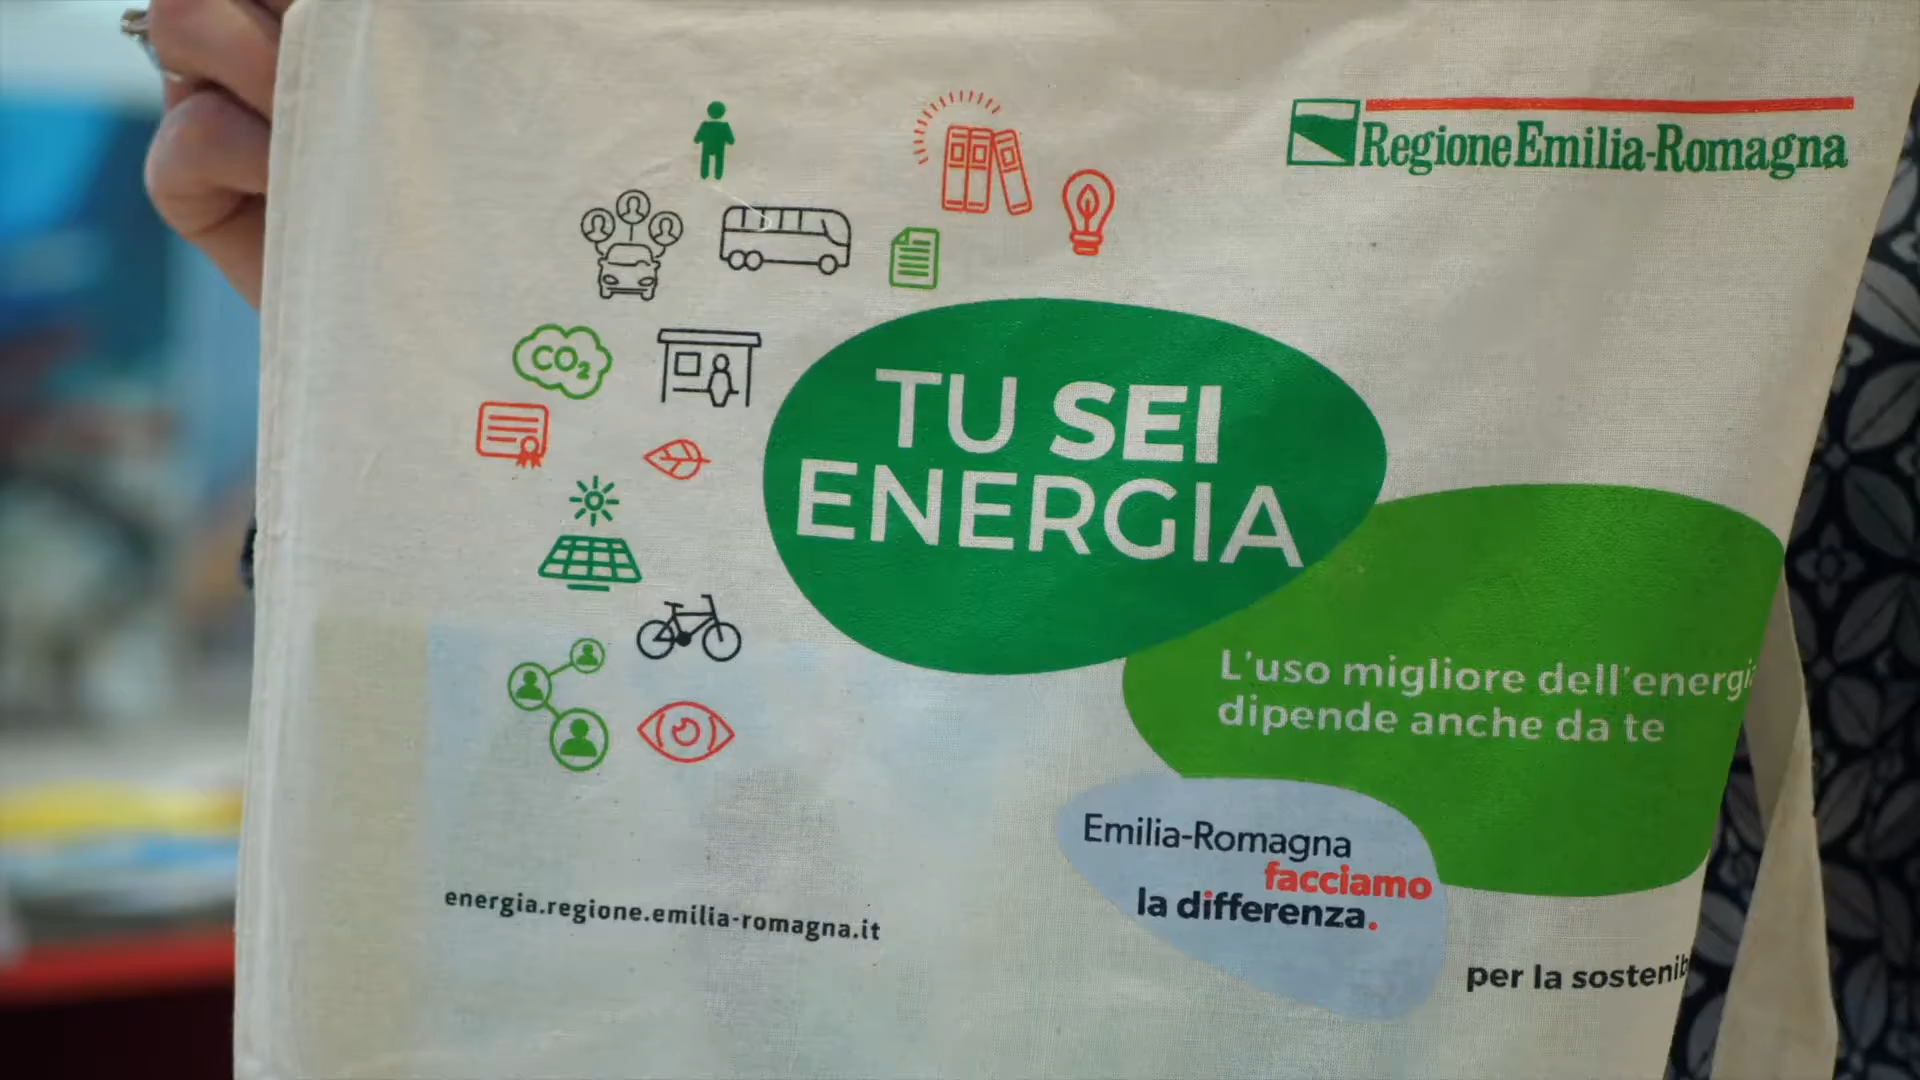 RegioneEmilia-Romagna
CO₂
TU SEI
ENERGIA
L'uso migliore dell'energi
dipende anche da te
Emilia-Romagna
facciamo
la differenza.
energia.regione.emilia-romagna.it
per la sostenib